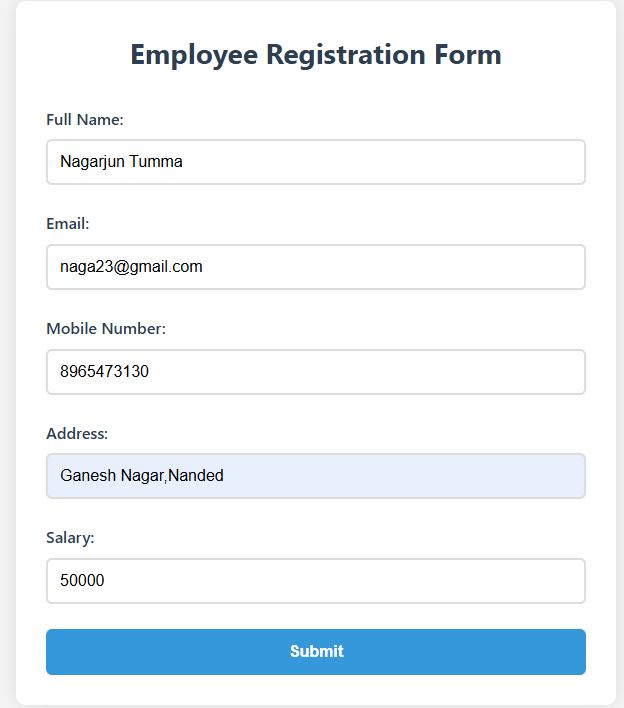 Employee Registration Form
Full Name:
Nagarjun Tumma
Email:
naga23@gmail.com
Mobile Number:
8965473130
Address:
Ganesh Nagar,Nanded
Salary:
50000
Submit